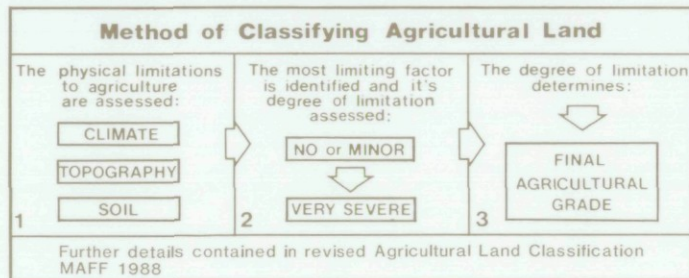 Method of Classifying Agricultural Land
The physical limitations
to agriculture
are assessed:
CLIMATE
TOPOGRAPHY
SOIL
1
The most limiting factor
is identified and it's
degree of limitation
assessed:
NO or MINOR
VERY SEVERE
2
The degree of limitation
determines:
FINAL
AGRICULTURAL
GRADE
3
Further details contained in revised Agricultural Land Classification
MAFF 1988